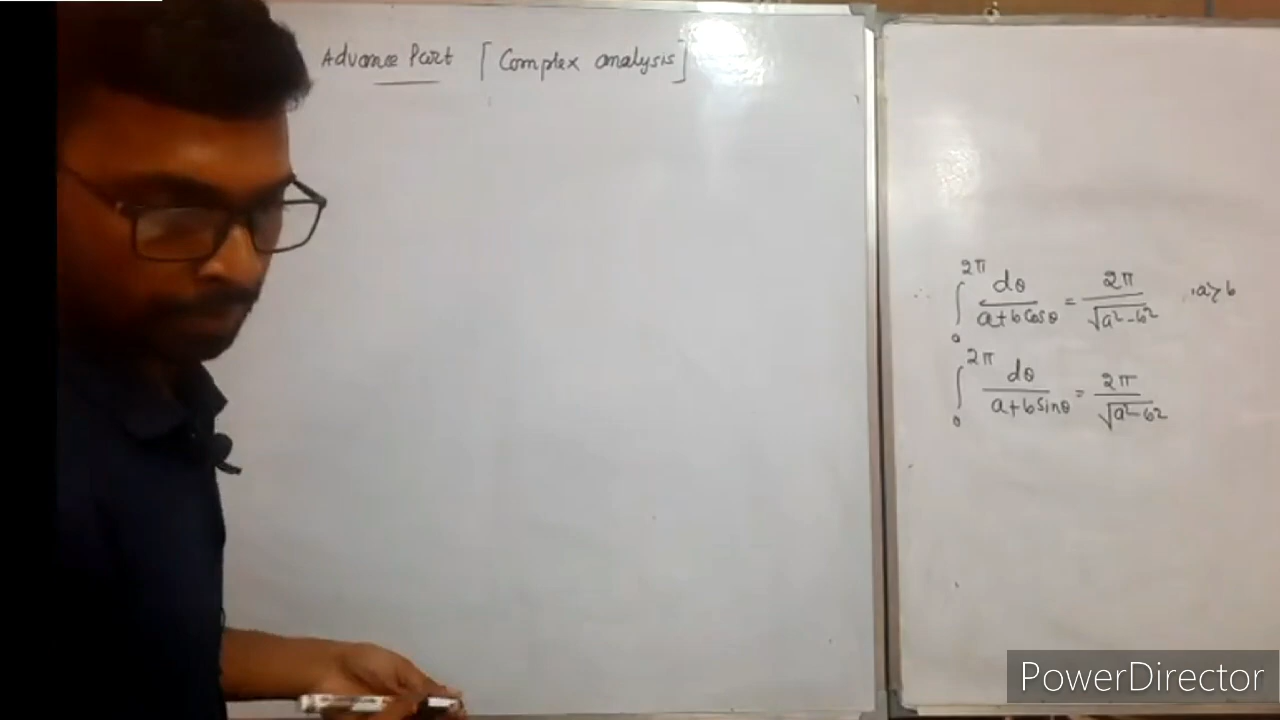 Advance Part [Complex analysis]
∴ ∫₀^{2π} dθ/(a+b cosθ) = 2π/√(a²-b²) , a>b
∫₀^{2π} dθ/(a+b sinθ) = 2π/√(a²-b²)
PowerDirector